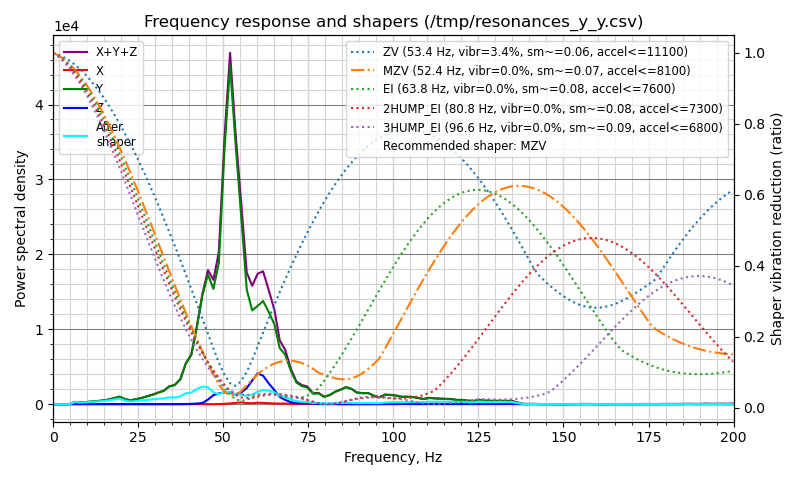 Frequency response and shapers (/tmp/resonances_y_y.csv)
1e4
X+Y+Z
X
Y
Z
After
shaper
ZV (53.4 Hz, vibr=3.4%, sm~=0.06, accel<=11100)
MZV (52.4 Hz, vibr=0.0%, sm~=0.07, accel<=8100)
EI (63.8 Hz, vibr=0.0%, sm~=0.08, accel<=7600)
2HUMP_EI (80.8 Hz, vibr=0.0%, sm~=0.08, accel<=7300)
3HUMP_EI (96.6 Hz, vibr=0.0%, sm~=0.09, accel<=6800)
Recommended shaper: MZV
Power spectral density
4
3
2
1
0
Shaper vibration reduction (ratio)
1.0
0.8
0.6
0.4
0.2
0.0
0 25 50 75 100 125 150 175 200
Frequency, Hz